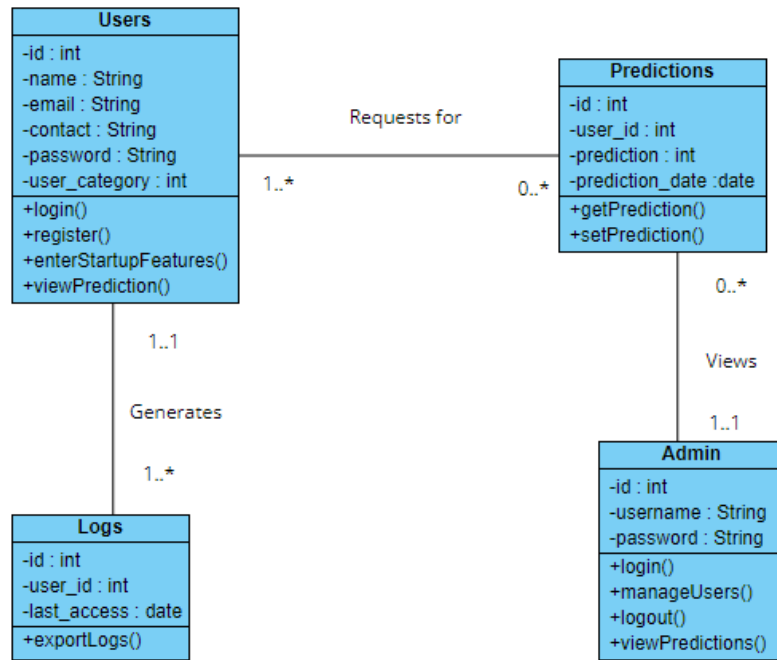 Users
-id : int
-name : String
-email : String
-contact : String
-password : String
-user_category : int
+login()
+register()
+enterStartupFeatures()
+viewPrediction()
Requests for
1..*
0..*
Predictions
-id : int
-user_id : int
-prediction : int
-prediction_date :date
+getPrediction()
+setPrediction()
1..1
Generates
1..*
0..*
Views
1..1
Logs
-id : int
-user_id : int
-last_access : date
+exportLogs()
Admin
-id : int
-username : String
-password : String
+login()
+manageUsers()
+logout()
+viewPredictions()